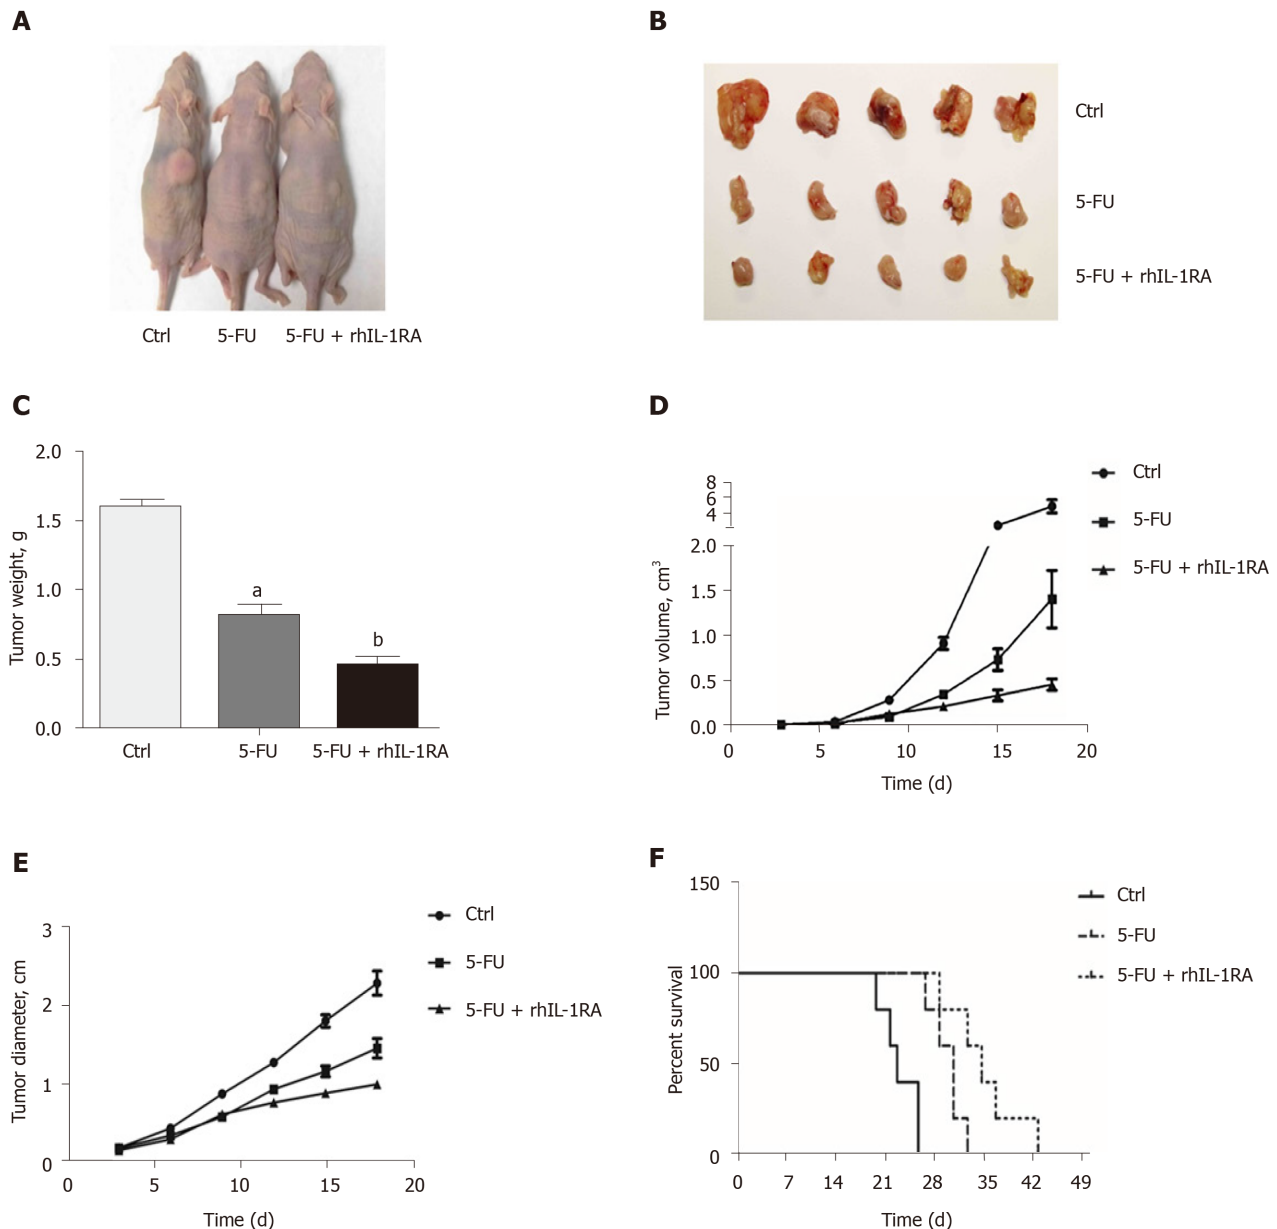 A
Ctrl
5-FU
5-FU + rhIL-1RA
B
Ctrl
5-FU
5-FU + rhIL-1RA
C
Tumor weight, g
2.0
1.5
1.0
0.5
0.0
a
b
Ctrl
5-FU
5-FU + rhIL-1RA
D
Tumor volume, cm³
8
6
4
2.0
1.5
1.0
0.5
0.0
0
5
10
15
20
Time (d)
Ctrl
5-FU
5-FU + rhIL-1RA
E
Tumor diameter, cm
3
2
1
0
0
5
10
15
20
Time (d)
Ctrl
5-FU
5-FU + rhIL-1RA
F
Percent survival
150
100
50
0
0
7
14
21
28
35
42
49
Time (d)
Ctrl
5-FU
5-FU + rhIL-1RA